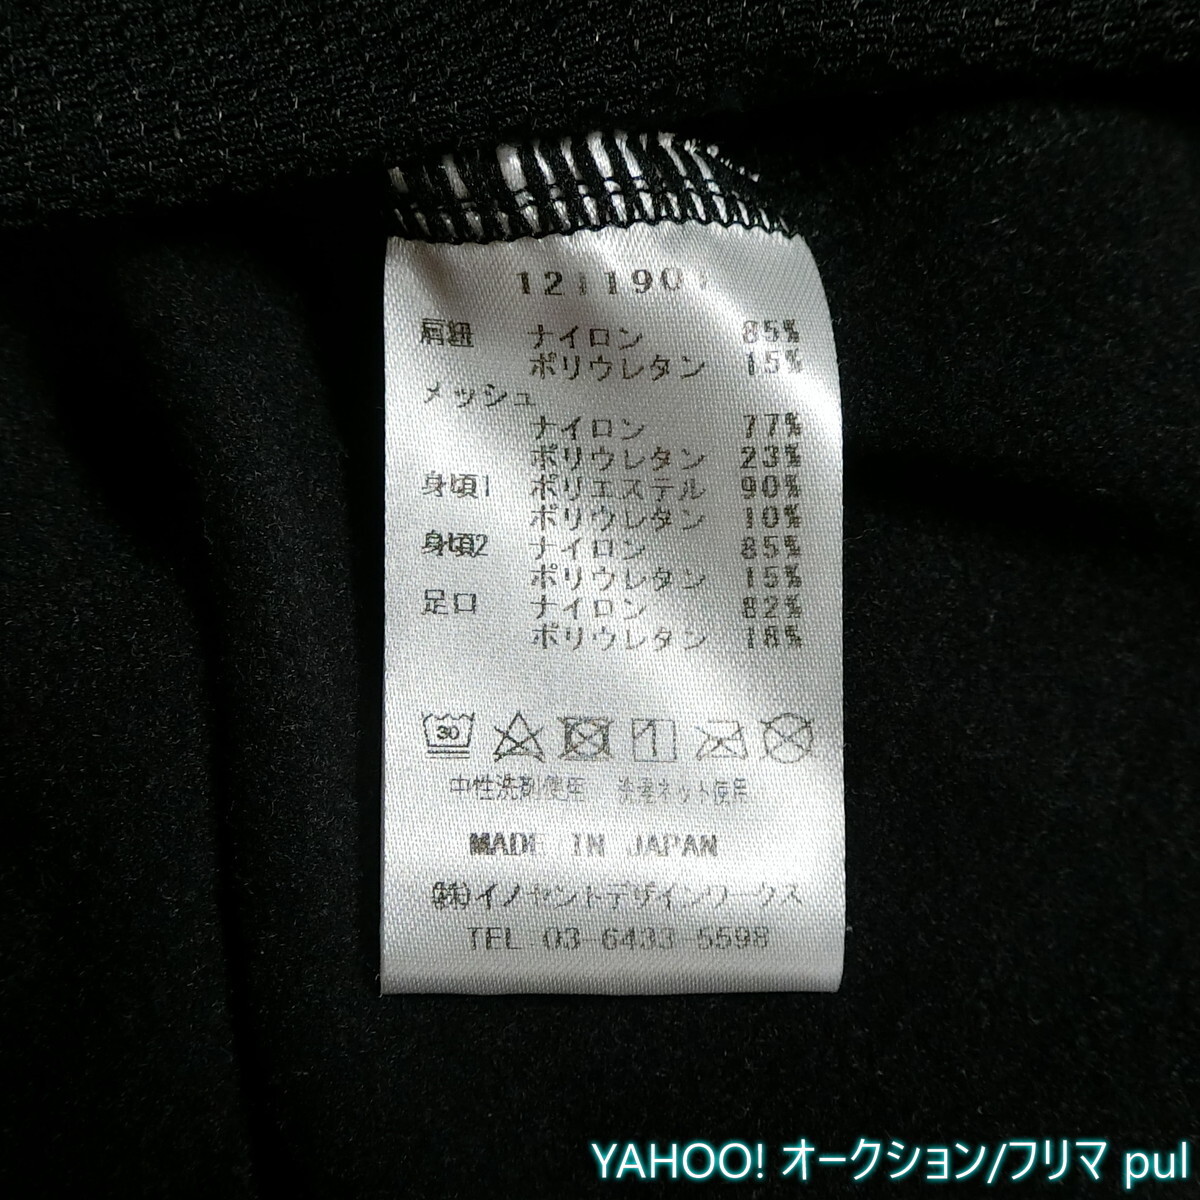 肩紐 ナイロン 85%
ポリウレタン 15%
メッシュ
ナイロン 77%
ポリウレタン 23%
身頃1 ポリエステル 90%
ポリウレタン 10%
身頃2 ナイロン 85%
ポリウレタン 15%
足口 ナイロン 82%
ポリウレタン 18%
30
中性洗剤使用 洗濯ネット使用
MADE IN JAPAN
㈱イノセントデザインワークス
TEL 03-6433-5598
YAHOO! オークション/フリマ pul